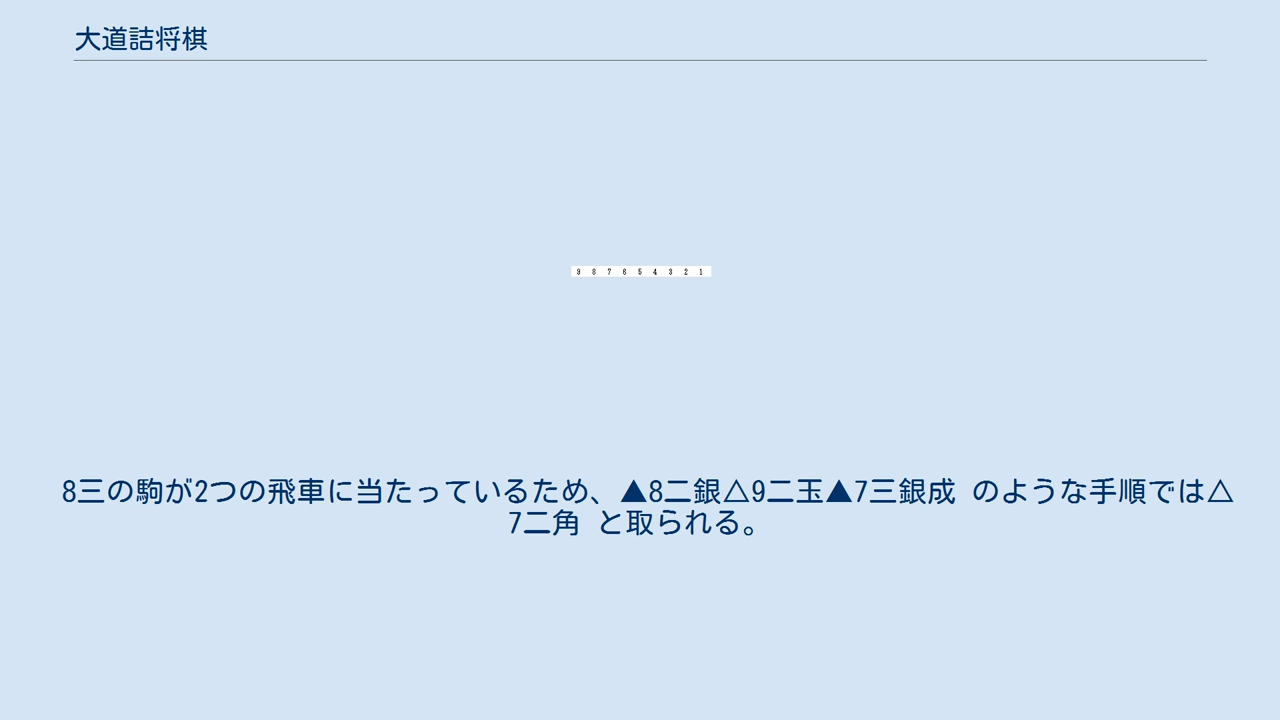 大道詰将棋
9 8 7 6 5 4 3 2 1
8三の駒が2つの飛車に当たっているため、▲8二銀△9二玉▲7三銀成 のような手順では△
7二角 と取られる。